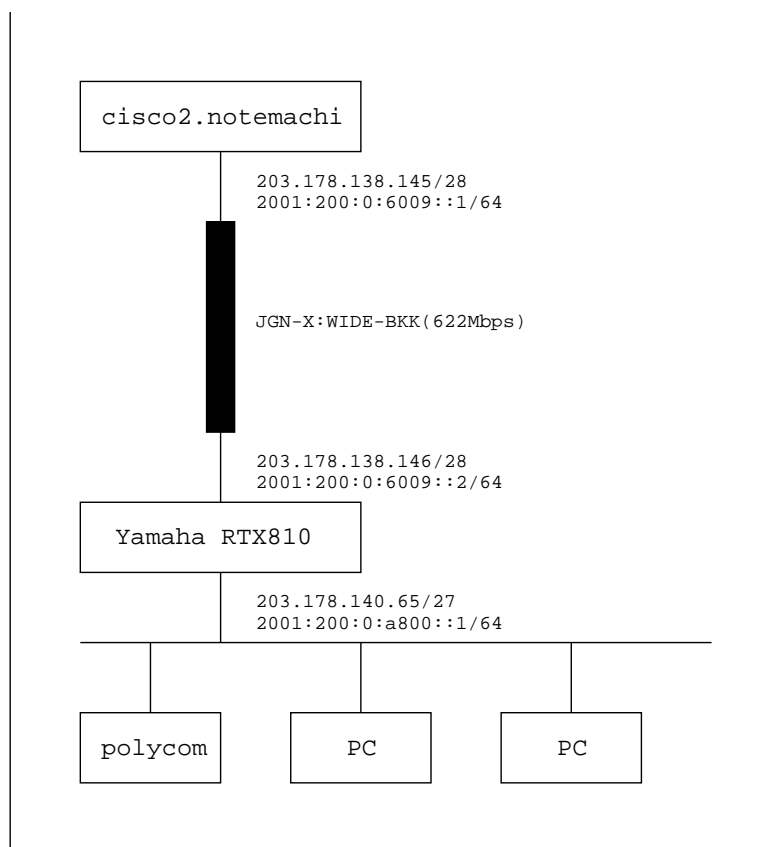 cisco2.notemachi
203.178.138.145/28
2001:200:0:6009::1/64
JGN-X:WIDE-BKK(622Mbps)
203.178.138.146/28
2001:200:0:6009::2/64
Yamaha RTX810
203.178.140.65/27
2001:200:0:a800::1/64
polycom
PC
PC